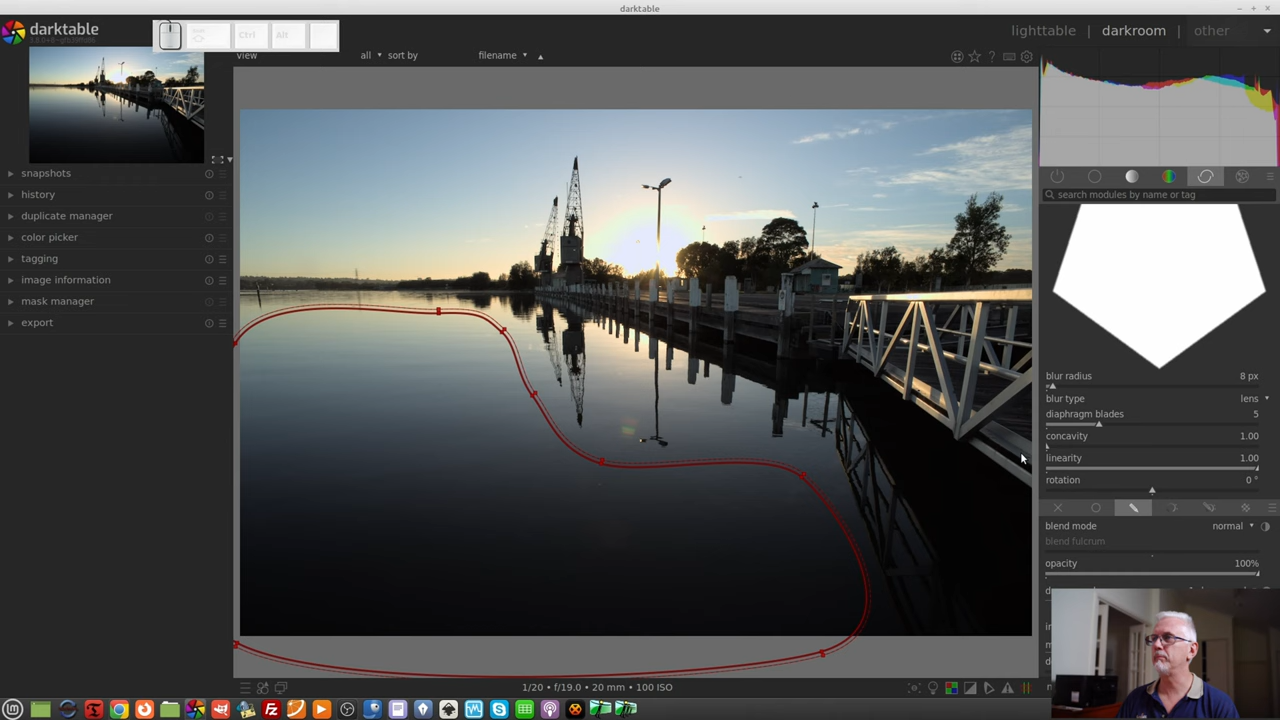 darktable
darktable
Ctrl Alt
lighttable darkroom other
view all sort by filename
search modules by name or tag
snapshots
history
duplicate manager
color picker
tagging
image information
mask manager
export
blur radius 8 px
blur type lens
diaphragm blades 5
concavity 1.00
linearity 1.00
rotation 0 °
blend mode normal
blend fulcrum
opacity 100%
1/20 • f/19.0 • 20 mm • 100 ISO